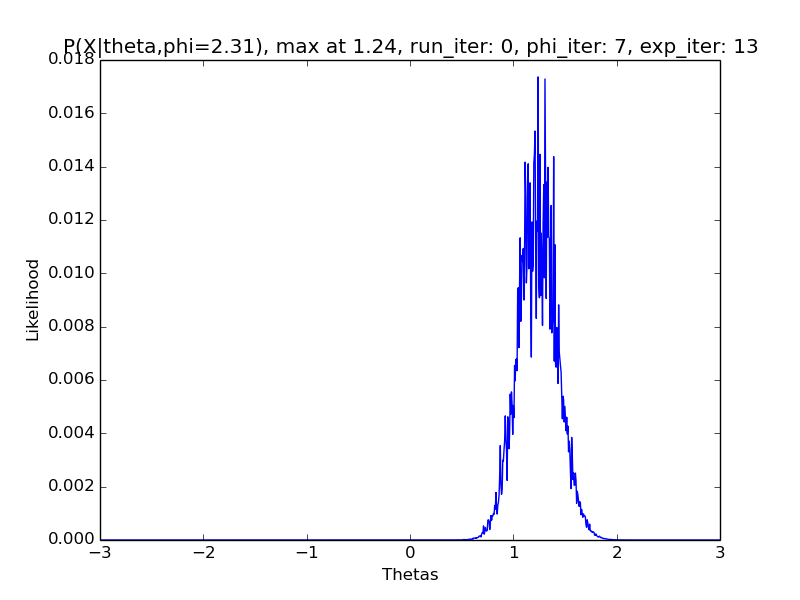 P(X|theta,phi=2.31), max at 1.24, run_iter: 0, phi_iter: 7, exp_iter: 13
0.018
0.016
0.014
0.012
0.010
0.008
0.006
0.004
0.002
0.000
Likelihood
−3 −2 −1 0 1 2 3
Thetas